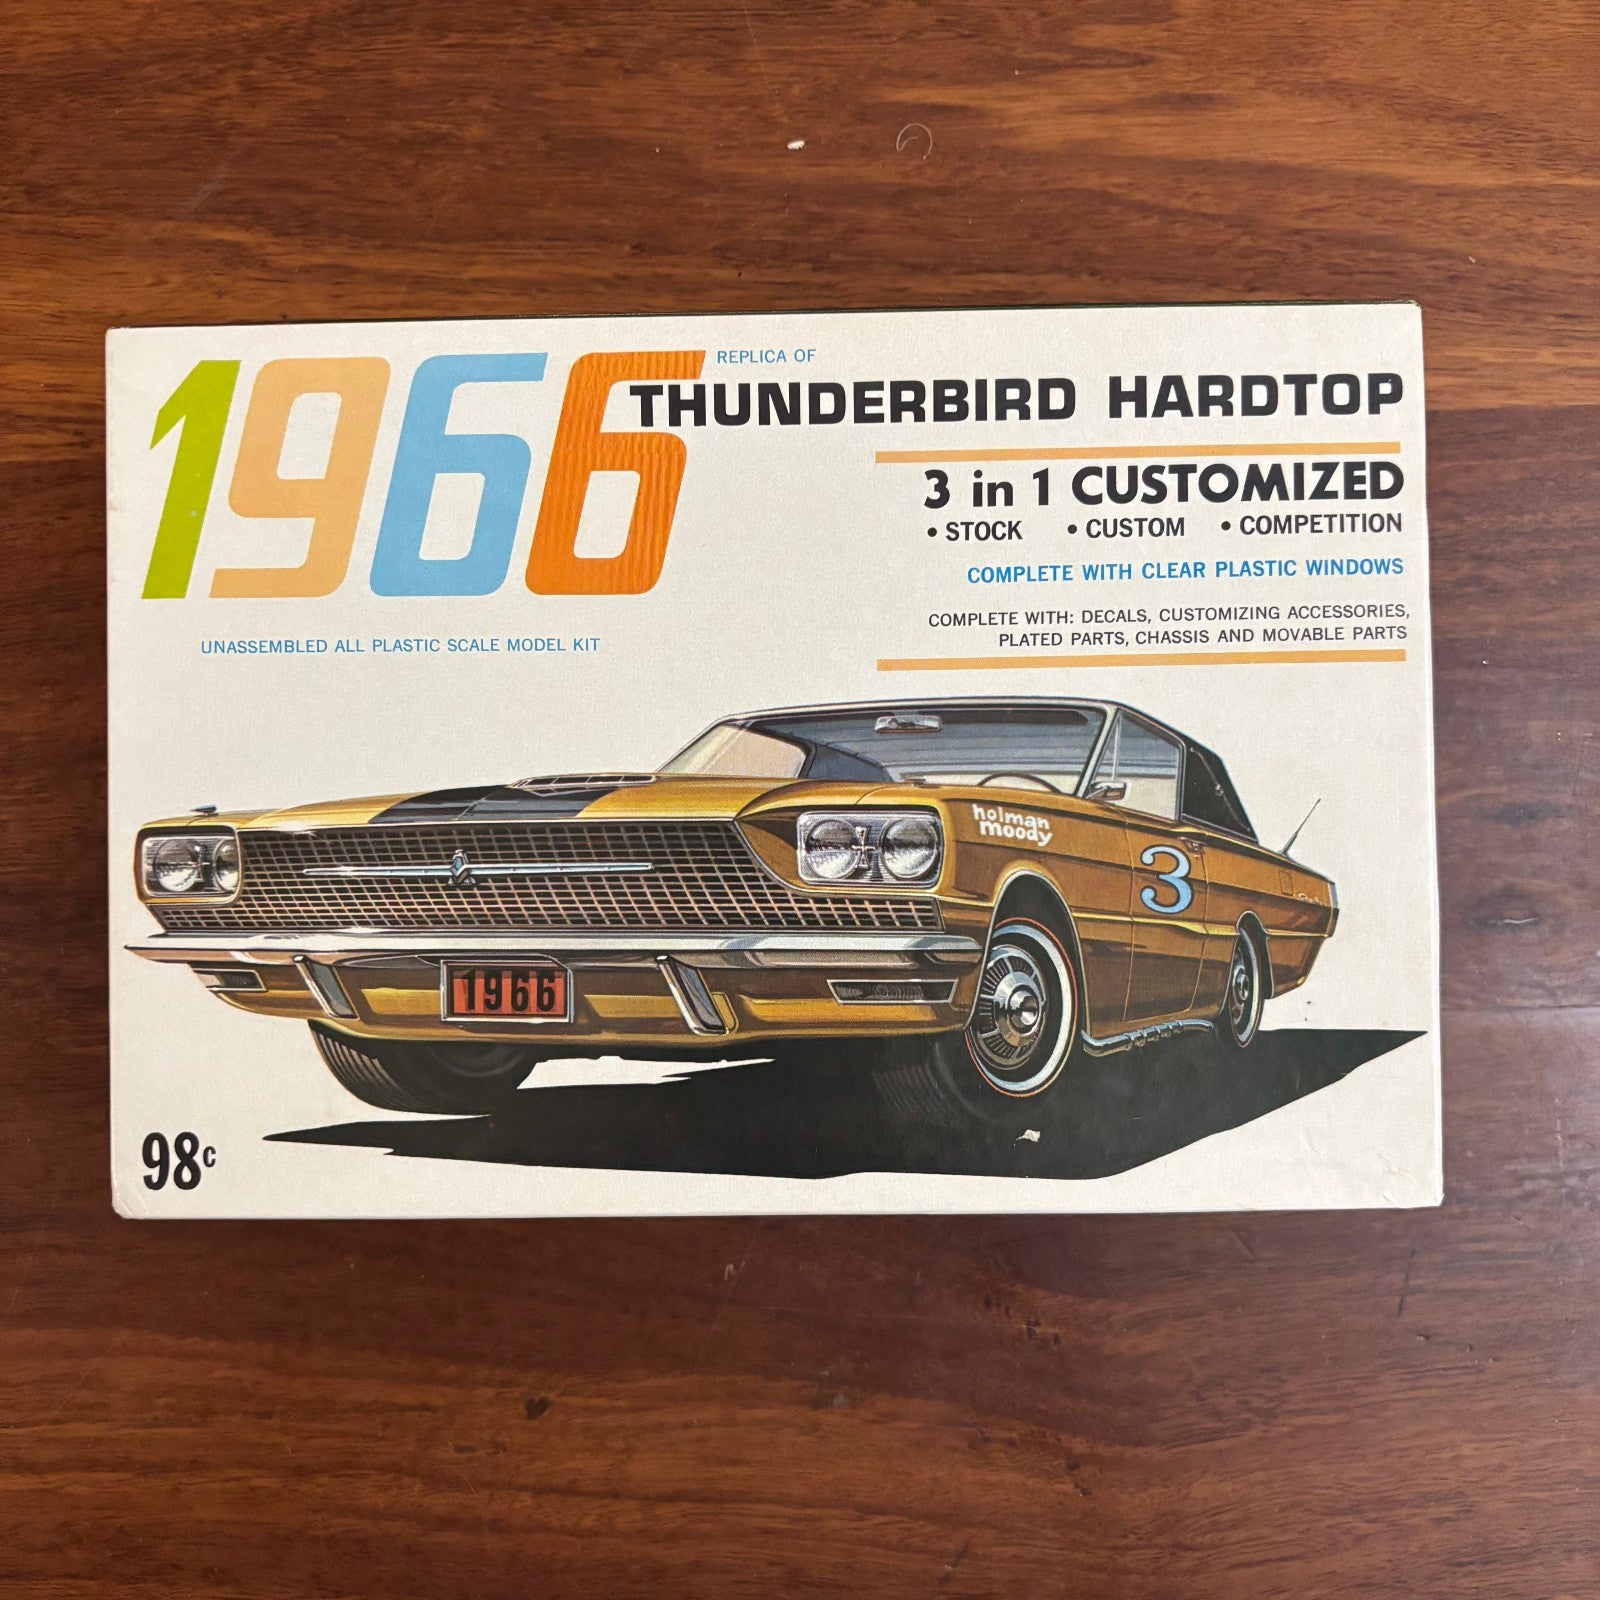 1966
REPLICA OF
THUNDERBIRD HARDTOP
3 in 1 CUSTOMIZED
• STOCK • CUSTOM • COMPETITION
COMPLETE WITH CLEAR PLASTIC WINDOWS
COMPLETE WITH: DECALS, CUSTOMIZING ACCESSORIES,
PLATED PARTS, CHASSIS AND MOVABLE PARTS
UNASSEMBLED ALL PLASTIC SCALE MODEL KIT
holman
moody
3
1966
98c